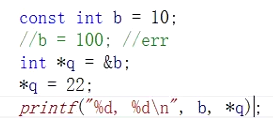 const int b = 10;
//b = 100; //err
int *q = &b;
*q = 22;
printf("%d, %d\n", b, *q);